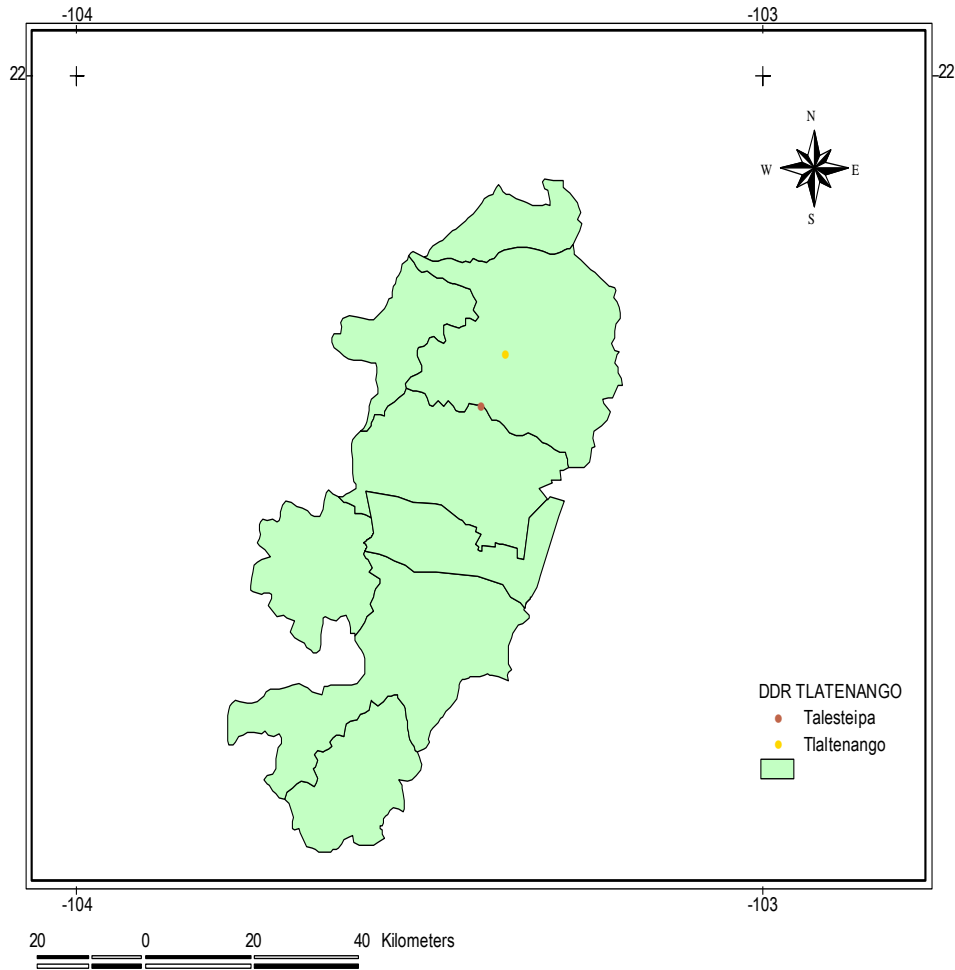 -104 -103
22 22
N
W E
S
DDR TLATENANGO
Talesteipa
Tlaltenango
-104 -103
20 0 20 40 Kilometers